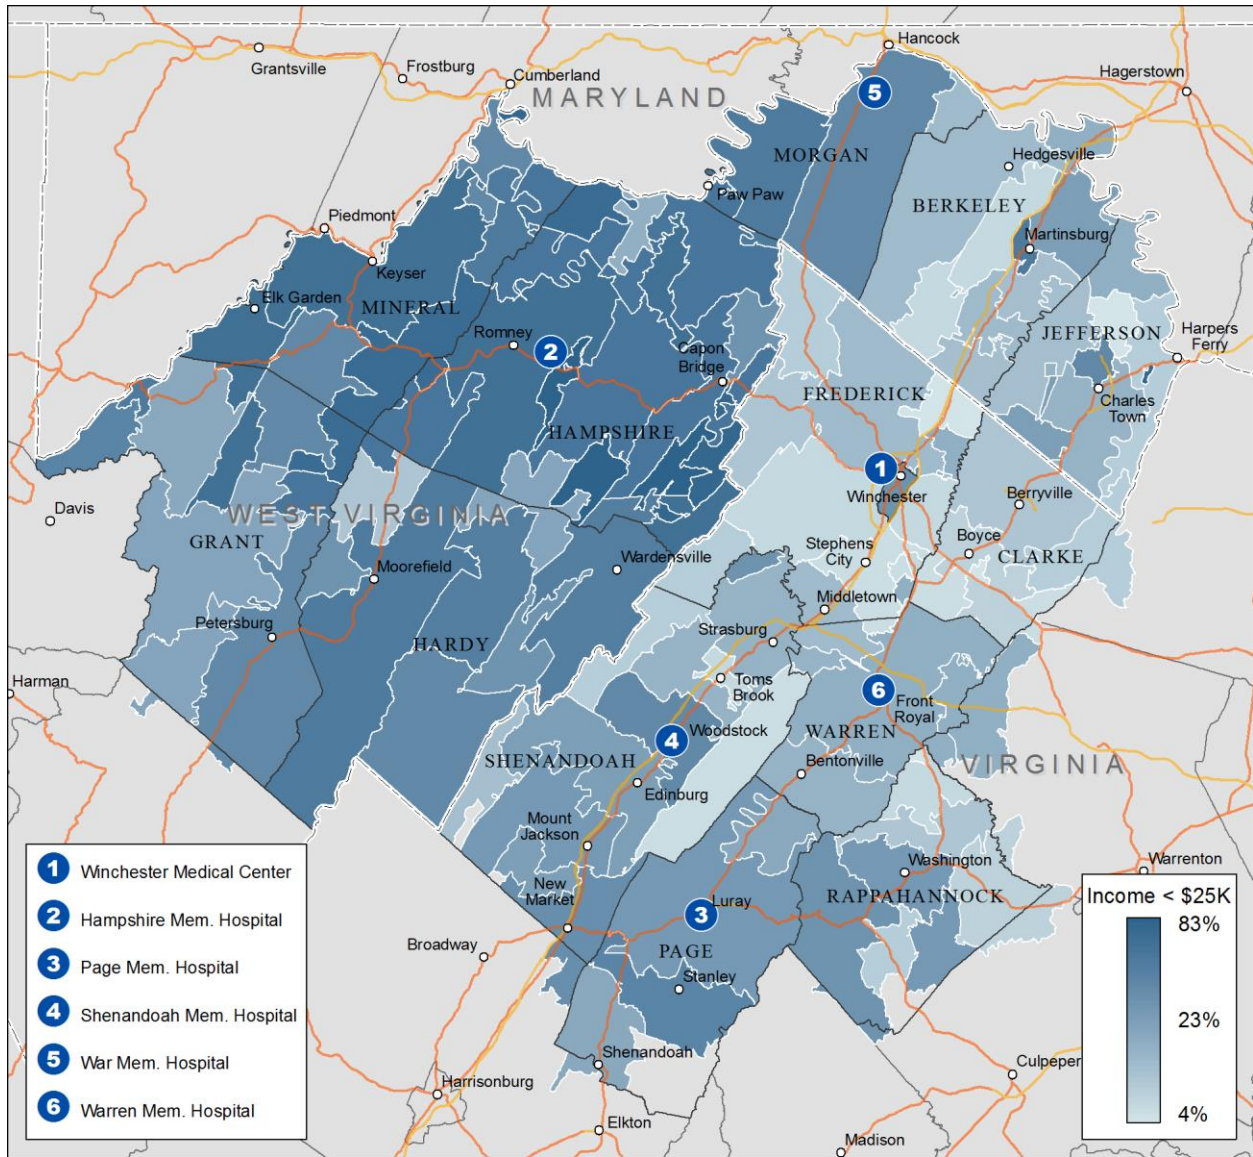 Hancock
Grantsville
Frostburg
Cumberland
Hagerstown
MARYLAND
5
MORGAN
Hedgesville
Paw Paw
BERKELEY
Piedmont
Martinsburg
Keyser
Elk Garden
MINERAL
Romney
2
Capon
Bridge
JEFFERSON
Harpers
Ferry
FREDERICK
Charles
Town
HAMPSHIRE
1
Winchester
Berryville
Davis
WEST VIRGINIA
GRANT
Boyce
CLARKE
Stephens
City
Wardensville
Moorefield
Middletown
Petersburg
HARDY
Strasburg
Harman
Toms
Brook
6
Front
Royal
Woodstock
4
WARREN
SHENANDOAH
VIRGINIA
Bentonville
Edinburg
Mount
Jackson
Washington
Warrenton
New
Market
Luray
3
RAPPAHANNOCK
Broadway
PAGE
Stanley
Shenandoah
Culpeper
Harrisonburg
Elkton
Madison
1 Winchester Medical Center
2 Hampshire Mem. Hospital
3 Page Mem. Hospital
4 Shenandoah Mem. Hospital
5 War Mem. Hospital
6 Warren Mem. Hospital
Income < $25K
83%
23%
4%